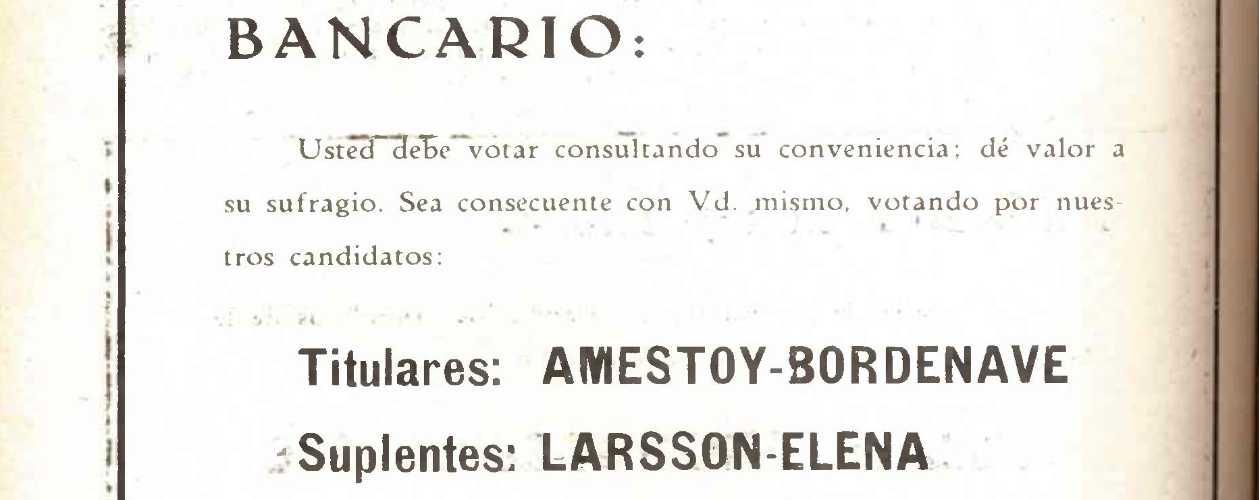 BANCARIO:
Usted debe votar consultando su conveniencia; dé valor a
su sufragio. Sea consecuente con Vd. mismo, votando por nues-
tros candidatos:
Titulares: AMESTOY-BORDENAVE
Suplentes: LARSSON-ELENA